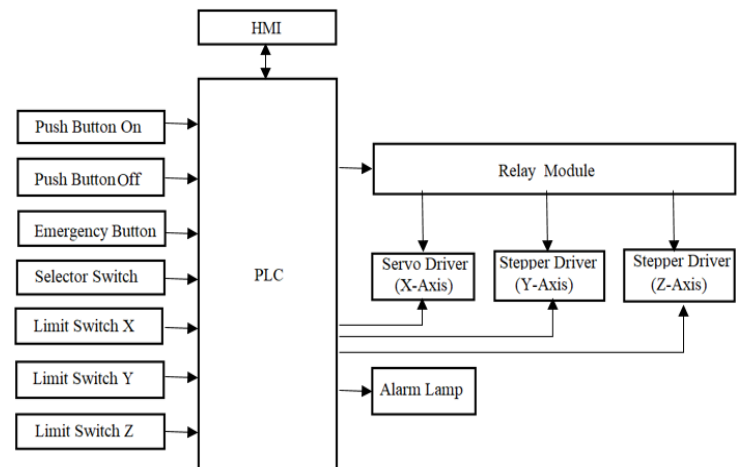 HMI
Push Button On
Push Button Off
Emergency Button
Selector Switch
Limit Switch X
Limit Switch Y
Limit Switch Z
PLC
Relay Module
Servo Driver
(X-Axis)
Stepper Driver
(Y-Axis)
Stepper Driver
(Z-Axis)
Alarm Lamp